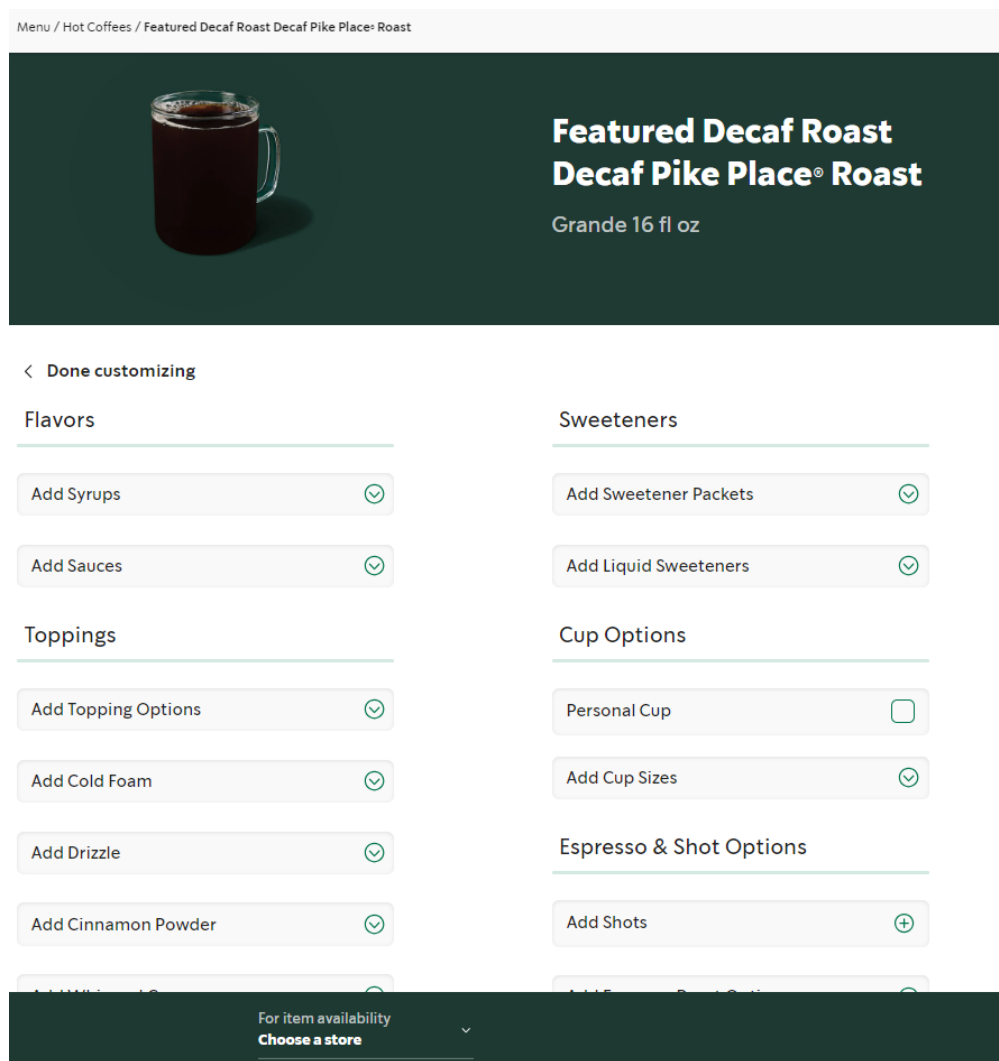 Menu / Hot Coffees / Featured Decaf Roast Decaf Pike Place® Roast
Featured Decaf Roast
Decaf Pike Place® Roast
Grande 16 fl oz
Done customizing
Flavors
Add Syrups
Add Sauces
Toppings
Add Topping Options
Add Cold Foam
Add Drizzle
Add Cinnamon Powder
Sweeteners
Add Sweetener Packets
Add Liquid Sweeteners
Cup Options
Personal Cup
Add Cup Sizes
Espresso & Shot Options
Add Shots
For item availability
Choose a store